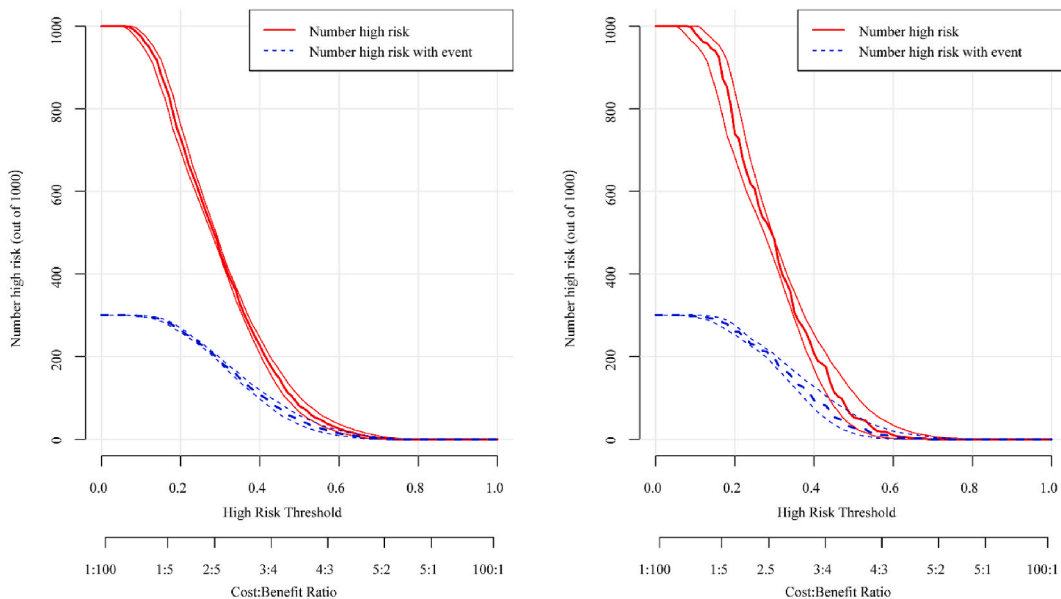 Number high risk
Number high risk with event
Number high risk (out of 1000)
0 200 400 600 800 1000
0.0 0.2 0.4 0.6 0.8 1.0
High Risk Threshold
1:100 1:5 2:5 3:4 4:3 5:2 5:1 100:1
Cost:Benefit Ratio
Number high risk
Number high risk with event
Number high risk (out of 1000)
0 200 400 600 800 1000
0.0 0.2 0.4 0.6 0.8 1.0
High Risk Threshold
1:100 1:5 2:5 3:4 4:3 5:2 5:1 100:1
Cost:Benefit Ratio